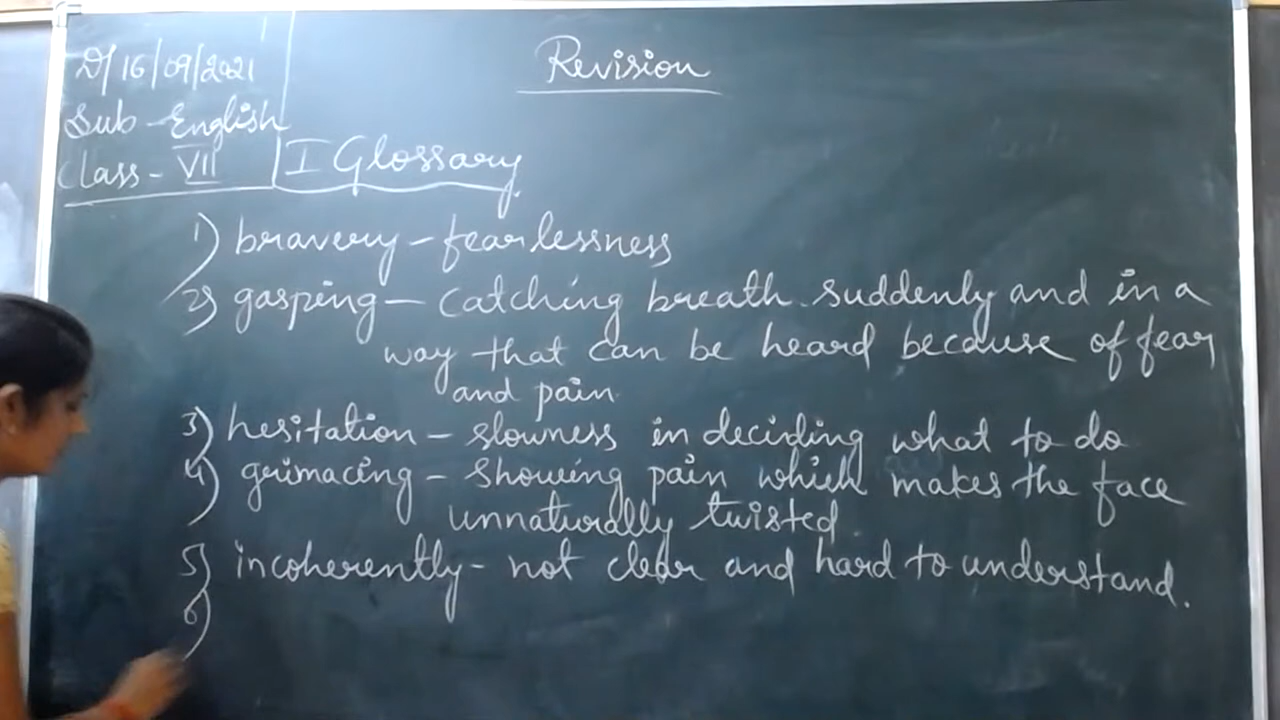 D/ 16/09/2021
Sub - English
Class - VII
Revision
I Glossary
1) bravery - fearlessness
2) gasping - catching breath suddenly and in a
way that can be heard because of fear
and pain
3) hesitation - slowness in deciding what to do
4) grimacing - showing pain which makes the face
unnaturally twisted
5) incoherently - not clear and hard to understand.
6)